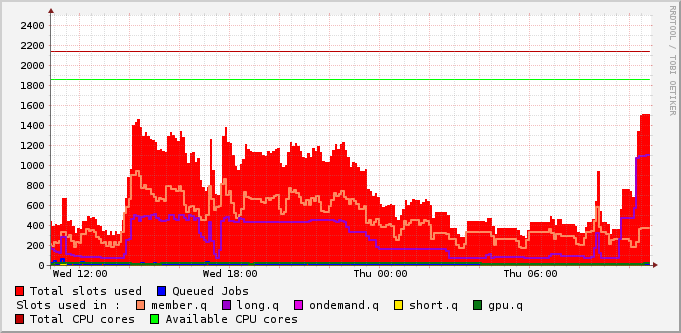 RRDTOOL / TOBI OETIKER
2400
2200
2000
1800
1600
1400
1200
1000
800
600
400
200
0
Wed 12:00 Wed 18:00 Thu 00:00 Thu 06:00
Total slots used Queued Jobs
Slots used in : member.q long.q ondemand.q short.q gpu.q
Total CPU cores Available CPU cores